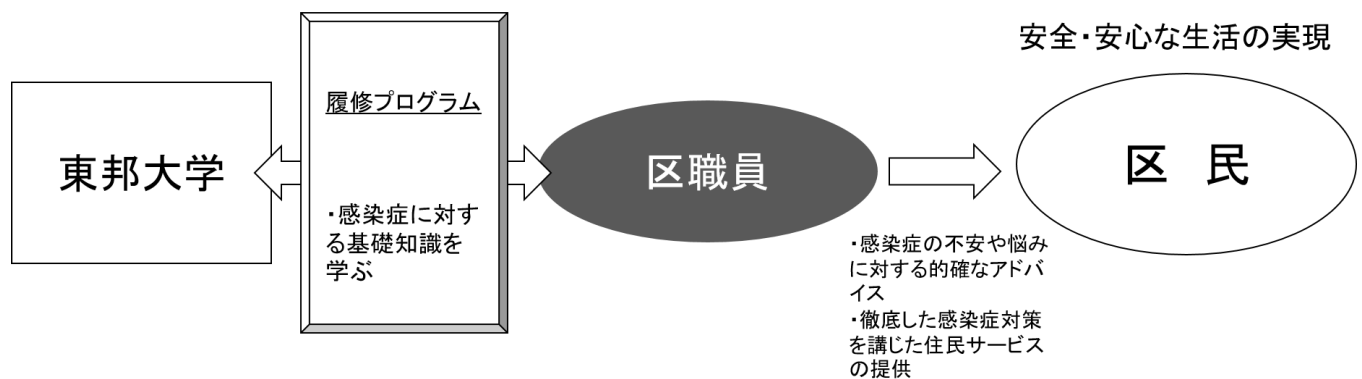 安全・安心な生活の実現
東邦大学
履修プログラム
・感染症に対す
る基礎知識を
学ぶ
区職員
区　民
・感染症の不安や悩み
に対する的確なアドバ
イス
・徹底した感染症対策
を講じた住民サービス
の提供